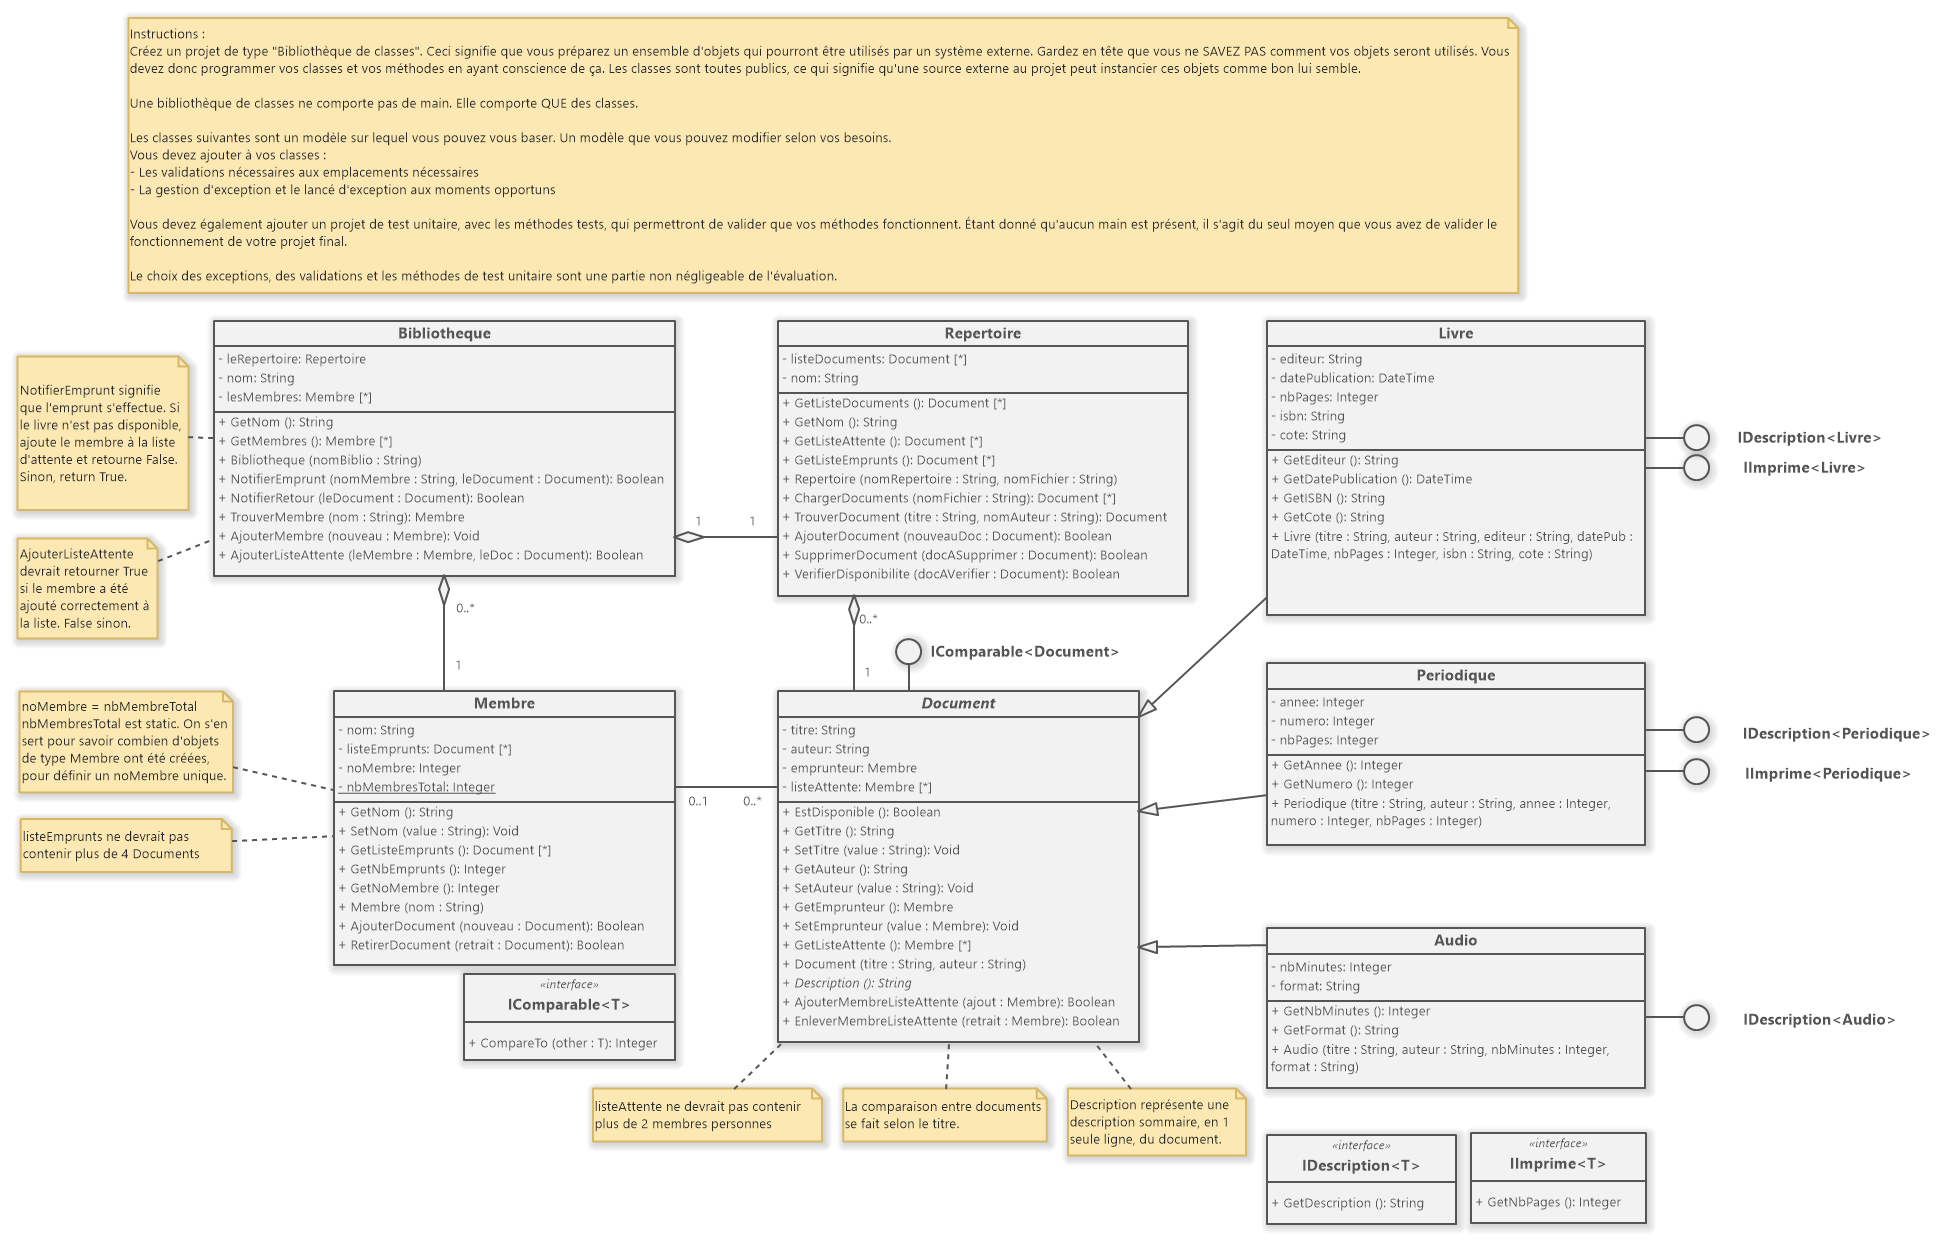 Instructions :
Créez un projet de type "Bibliothèque de classes". Ceci signifie que vous préparez un ensemble d'objets qui pourront être utilisés par un système externe. Gardez en tête que vous ne SAVEZ PAS comment vos objets seront utilisés. Vous
devez donc programmer vos classes et vos méthodes en ayant conscience de ça. Les classes sont toutes publics, ce qui signifie qu'une source externe au projet peut instancier ces objets comme bon lui semble.
Une bibliothèque de classes ne comporte pas de main. Elle comporte QUE des classes.
Les classes suivantes sont un modèle sur lequel vous pouvez vous baser. Un modèle que vous pouvez modifier selon vos besoins.
Vous devez ajouter à vos classes :
- Les validations nécessaires aux emplacements nécessaires
- La gestion d'exception et le lancé d'exception aux moments opportuns
Vous devez également ajouter un projet de test unitaire, avec les méthodes tests, qui permettront de valider que vos méthodes fonctionnent. Étant donné qu'aucun main est présent, il s'agit du seul moyen que vous avez de valider le
fonctionnement de votre projet final.
Le choix des exceptions, des validations et les méthodes de test unitaire sont une partie non négligeable de l'évaluation.
NotifierEmprunt signifie
que l'emprunt s'effectue. Si
le livre n'est pas disponible,
ajoute le membre à la liste
d'attente et retourne False.
Sinon, return True.
AjouterListeAttente
devrait retourner True
si le membre a été
ajouté correctement à
la liste. False sinon.
Bibliotheque
- leRepertoire: Repertoire
- nom: String
- lesMembres: Membre [*]
+ GetNom (): String
+ GetMembres (): Membre [*]
+ Bibliotheque (nomBiblio : String)
+ NotifierEmprunt (nomMembre : String, leDocument : Document): Boolean
+ NotifierRetour (leDocument : Document): Boolean
+ TrouverMembre (nom : String): Membre
+ AjouterMembre (nouveau : Membre): Void
+ AjouterListeAttente (leMembre : Membre, leDoc : Document): Boolean
1
1
0..*
1
Repertoire
- listeDocuments: Document [*]
- nom: String
+ GetListeDocuments (): Document [*]
+ GetNom (): String
+ GetListeAttente (): Document [*]
+ GetListeEmprunts (): Document [*]
+ Repertoire (nomRepertoire : String, nomFichier : String)
+ ChargerDocuments (nomFichier : String): Document [*]
+ TrouverDocument (titre : String, nomAuteur : String): Document
+ AjouterDocument (nouveauDoc : Document): Boolean
+ SupprimerDocument (docASupprimer : Document): Boolean
+ VerifierDisponibilite (docAVerifier : Document): Boolean
0..*
1
IComparable<Document>
Livre
- editeur: String
- datePublication: DateTime
- nbPages: Integer
- isbn: String
- cote: String
+ GetEditeur (): String
+ GetDatePublication (): DateTime
+ GetISBN (): String
+ GetCote (): String
+ Livre (titre : String, auteur : String, editeur : String, datePub :
DateTime, nbPages : Integer, isbn : String, cote : String)
IDescription<Livre>
IImprime<Livre>
noMembre = nbMembreTotal
nbMembresTotal est static. On s'en
sert pour savoir combien d'objets
de type Membre ont été créées,
pour définir un noMembre unique.
listeEmprunts ne devrait pas
contenir plus de 4 Documents
Membre
- nom: String
- listeEmprunts: Document [*]
- noMembre: Integer
- nbMembresTotal: Integer
+ GetNom (): String
+ SetNom (value : String): Void
+ GetListeEmprunts (): Document [*]
+ GetNbEmprunts (): Integer
+ GetNoMembre (): Integer
+ Membre (nom : String)
+ AjouterDocument (nouveau : Document): Boolean
+ RetirerDocument (retrait : Document): Boolean
0..1
0..*
«interface»
IComparable<T>
+ CompareTo (other : T): Integer
Document
- titre: String
- auteur: String
- emprunteur: Membre
- listeAttente: Membre [*]
+ EstDisponible (): Boolean
+ GetTitre (): String
+ SetTitre (value : String): Void
+ GetAuteur (): String
+ SetAuteur (value : String): Void
+ GetEmprunteur (): Membre
+ SetEmprunteur (value : Membre): Void
+ GetListeAttente (): Membre [*]
+ Document (titre : String, auteur : String)
+ Description (): String
+ AjouterMembreListeAttente (ajout : Membre): Boolean
+ EnleverMembreListeAttente (retrait : Membre): Boolean
listeAttente ne devrait pas contenir
plus de 2 membres personnes
La comparaison entre documents
se fait selon le titre.
Description représente une
description sommaire, en 1
seule ligne, du document.
Periodique
- annee: Integer
- numero: Integer
- nbPages: Integer
+ GetAnnee (): Integer
+ GetNumero (): Integer
+ Periodique (titre : String, auteur : String, annee : Integer,
numero : Integer, nbPages : Integer)
IDescription<Periodique>
IImprime<Periodique>
Audio
- nbMinutes: Integer
- format: String
+ GetNbMinutes (): Integer
+ GetFormat (): String
+ Audio (titre : String, auteur : String, nbMinutes : Integer,
format : String)
IDescription<Audio>
«interface»
IDescription<T>
+ GetDescription (): String
«interface»
IImprime<T>
+ GetNbPages (): Integer